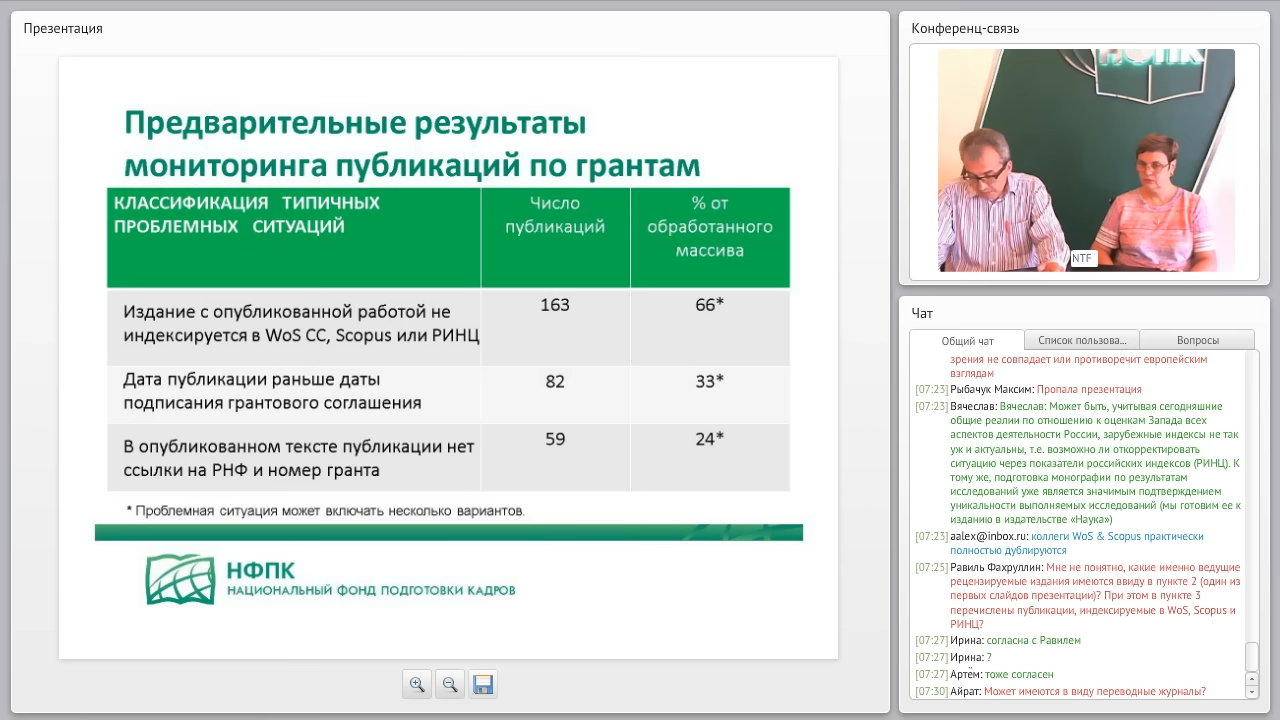 Презентация
Предварительные результаты
мониторинга публикаций по грантам
КЛАССИФИКАЦИЯ ТИПИЧНЫХ
ПРОБЛЕМНЫХ СИТУАЦИЙ
Число
публикаций
% от
обработанного
массива
Издание с опубликованной работой не
индексируется в WoS CC, Scopus или РИНЦ
163
66*
Дата публикации раньше даты
подписания грантового соглашения
82
33*
В опубликованном тексте публикации нет
ссылки на РНФ и номер гранта
59
24*
* Проблемная ситуация может включать несколько вариантов.
НФПК
НАЦИОНАЛЬНЫЙ ФОНД ПОДГОТОВКИ КАДРОВ
Конференц-связь
НФПК
NTF
Чат
Общий чат
Список пользова...
Вопросы
зрения не совпадает или противоречит европейским
взглядам
[07:23] Рыбачук Максим: Пропала презентация
[07:23] Вячеслав: Вячеслав: Может быть, учитывая сегодняшние
общие реалии по отношению к оценкам Запада всех
аспектов деятельности России, зарубежные индексы не так
уж и актуальны, т.е. возможно ли откорректировать
ситуацию через показатели российских индексов (РИНЦ). К
тому же, подготовка монографии по результатам
исследований уже является значимым подтверждением
уникальности выполняемых исследований (мы готовим ее к
изданию в издательстве «Наука»)
[07:23] aalex@inbox.ru: коллеги WoS & Scopus практически
полностью дублируются
[07:25] Равиль Фахруллин: Мне не понятно, какие именно ведущие
рецензируемые издания имеются ввиду в пункте 2 (один из
первых слайдов презентации)? При этом в пункте 3
перечислены публикации, индексируемые в WoS, Scopus и
РИНЦ?
[07:27] Ирина: согласна с Равилем
[07:27] Ирина: ?
[07:27] Артём: тоже согласен
[07:30] Айрат: Может имеются в виду переводные журналы?